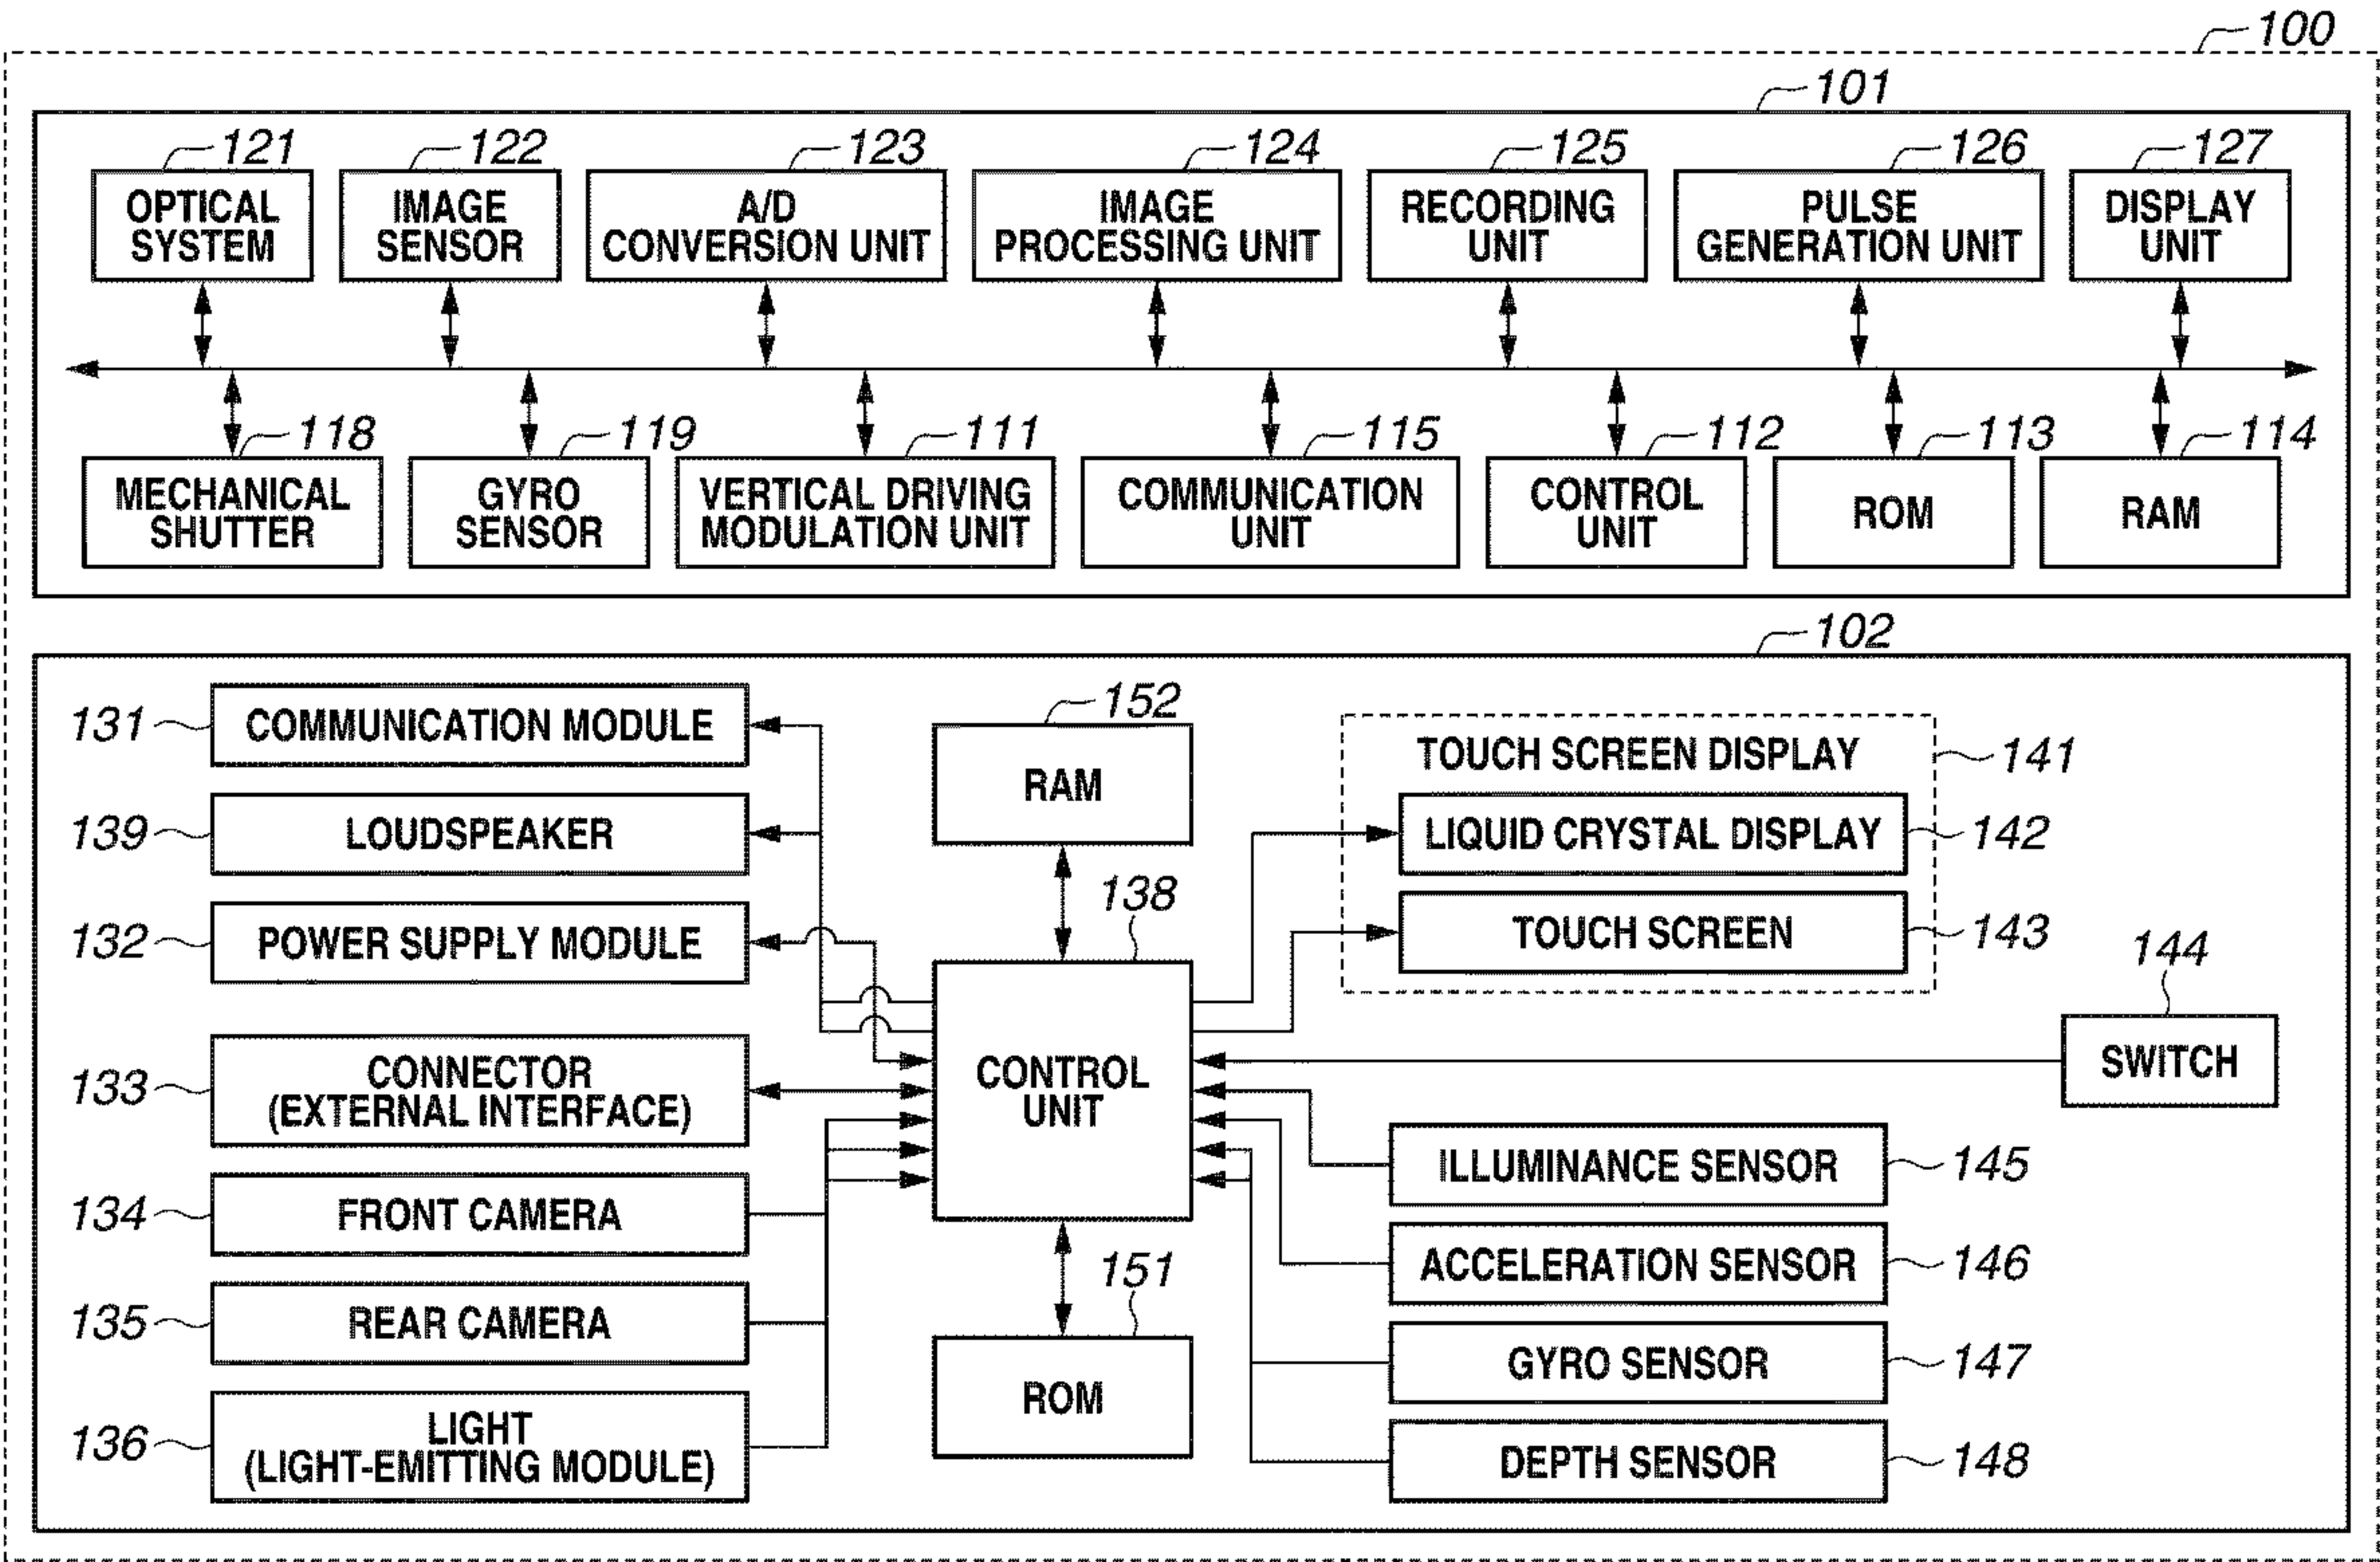 100
101
121 122 123 124 125 126 127
OPTICAL
SYSTEM
IMAGE
SENSOR
A/D
CONVERSION UNIT
IMAGE
PROCESSING UNIT
RECORDING
UNIT
PULSE
GENERATION UNIT
DISPLAY
UNIT
118 119 111 115 112 113 114
MECHANICAL
SHUTTER
GYRO
SENSOR
VERTICAL DRIVING
MODULATION UNIT
COMMUNICATION
UNIT
CONTROL
UNIT
ROM
RAM
102
131
COMMUNICATION MODULE
139
LOUDSPEAKER
132
POWER SUPPLY MODULE
133
CONNECTOR
(EXTERNAL INTERFACE)
134
FRONT CAMERA
135
REAR CAMERA
136
LIGHT
(LIGHT-EMITTING MODULE)
152
RAM
138
CONTROL
UNIT
151
ROM
TOUCH SCREEN DISPLAY
141
LIQUID CRYSTAL DISPLAY
142
TOUCH SCREEN
143
144
SWITCH
ILLUMINANCE SENSOR
145
ACCELERATION SENSOR
146
GYRO SENSOR
147
DEPTH SENSOR
148